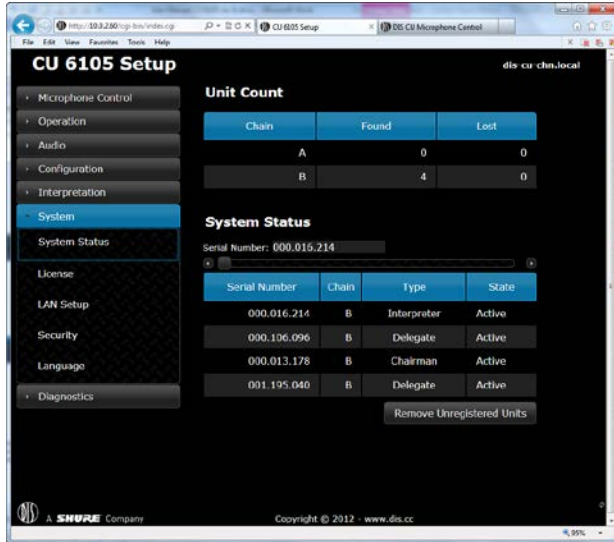 http://10.3.2.60/cgi-bin/index.cgi
CU 6105 Setup
DIS CU Microphone Control
File Edit View Favorites Tools Help
CU 6105 Setup
dis-cu-chn.local
Microphone Control
Operation
Audio
Configuration
Interpretation
System
System Status
License
LAN Setup
Security
Language
Diagnostics
Unit Count
Chain Found Lost
A 0 0
B 4 0
System Status
Serial Number: 000.016.214
Serial Number Chain Type State
000.016.214 B Interpreter Active
000.106.096 B Delegate Active
000.013.178 B Chairman Active
001.195.040 B Delegate Active
Remove Unregistered Units
DIS
A SHURE Company
Copyright © 2012 - www.dis.cc
95%